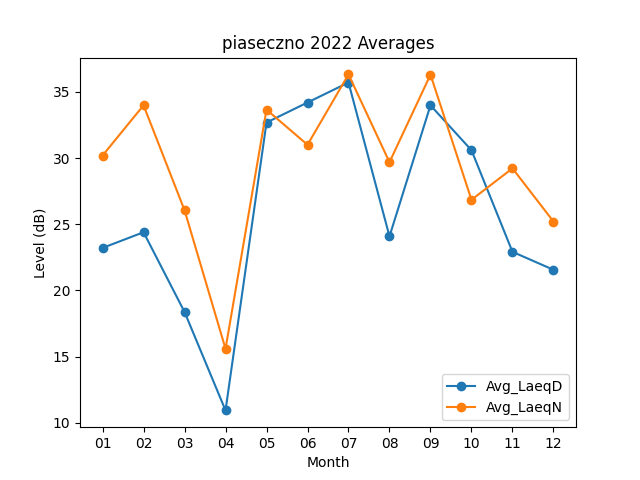 piaseczno 2022 Averages
Level (dB)
35
30
25
20
15
10
01 02 03 04 05 06 07 08 09 10 11 12
Month
Avg_LaeqD
Avg_LaeqN